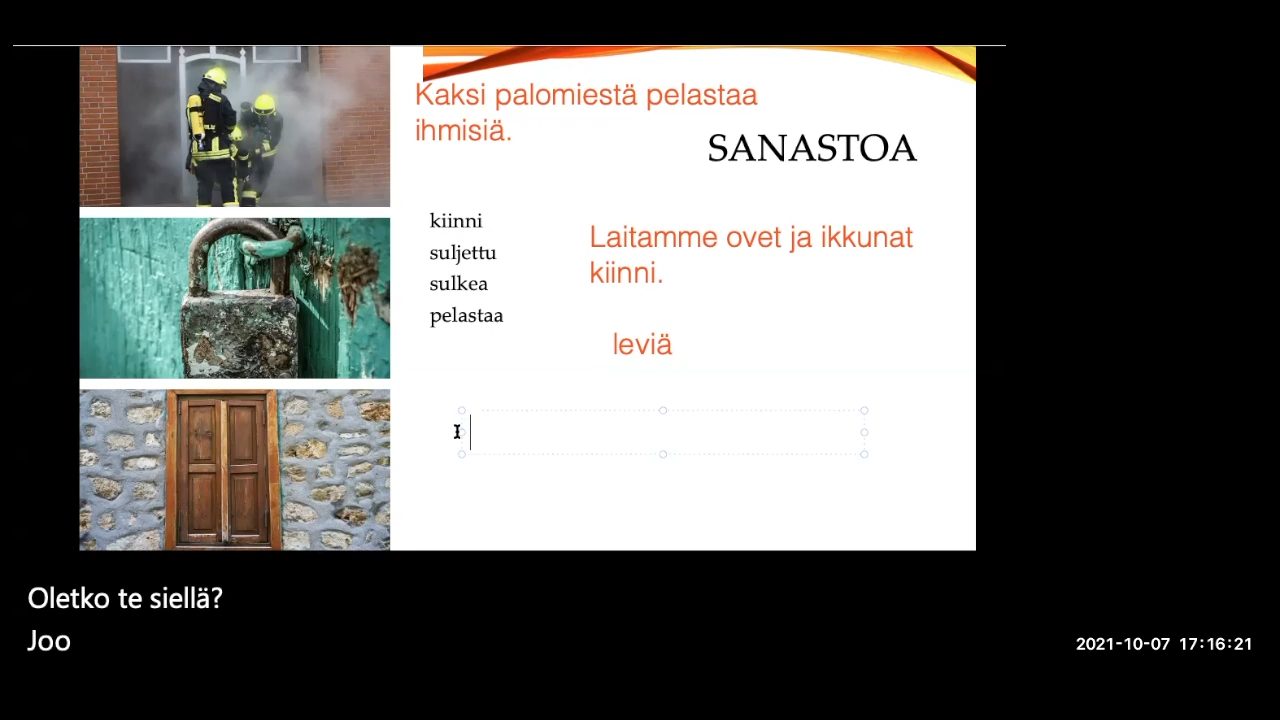 Kaksi palomiestä pelastaa
ihmisiä.
SANASTOA
kiinni
suljettu
sulkea
pelastaa
Laitamme ovet ja ikkunat
kiinni.
leviä
Oletko te siellä?
Joo
2021-10-07 17:16:21